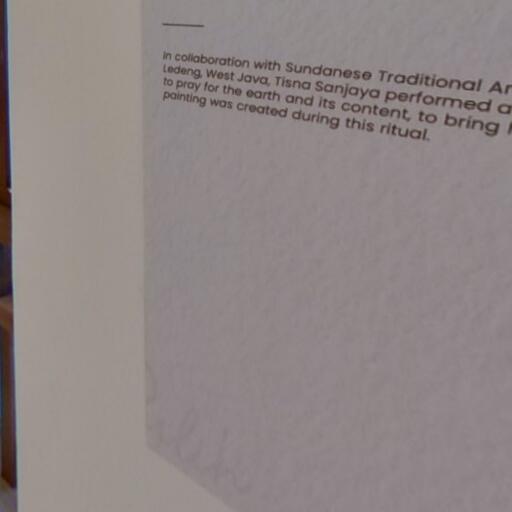 In collaboration with Sundanese Traditional Ar
Ledeng, West Java, Tisna Sanjaya performed a
to pray for the earth and its content, to bring
painting was created during this ritual.